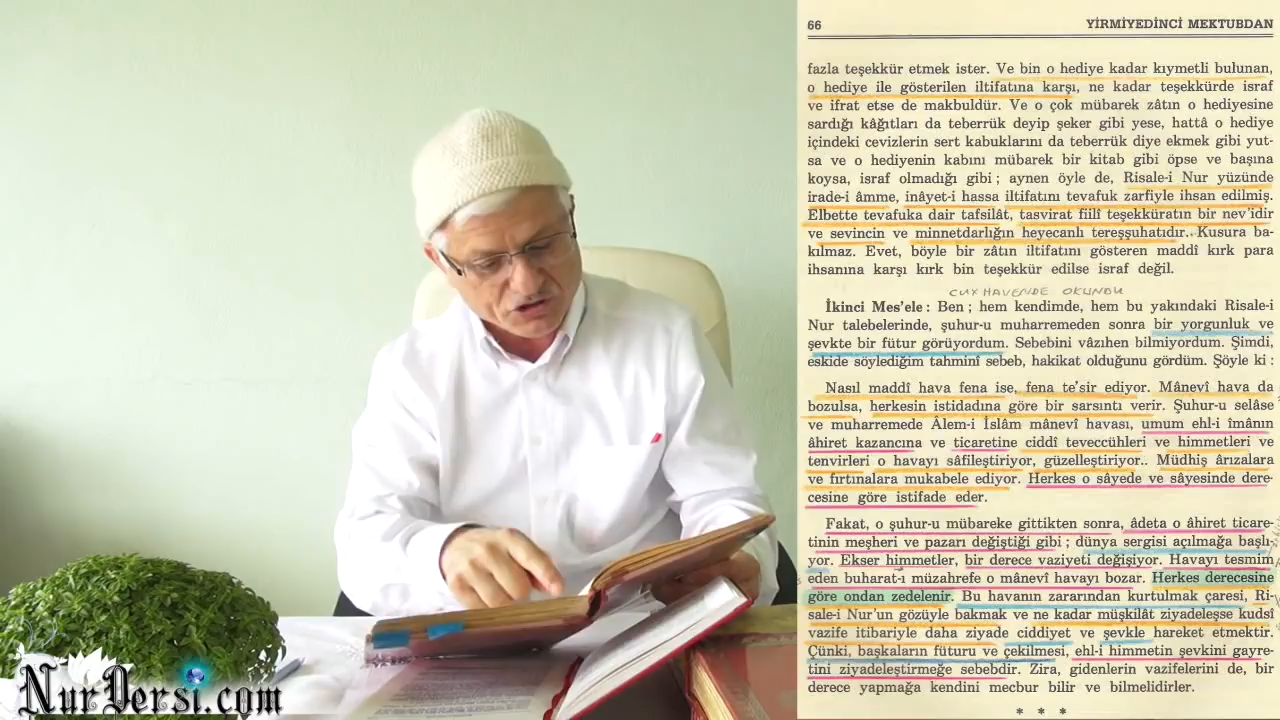 66 YİRMİYEDİNCİ MEKTUBDAN
fazla teşekkür etmek ister. Ve bin o hediye kadar kıymetli bulunan,
o hediye ile gösterilen iltifatına karşı, ne kadar teşekkürde israf
ve ifrat etse de makbuldür. Ve o çok mübarek zâtın o hediyesine
sardığı kâğıtları da teberrük deyip şeker gibi yese, hattâ o hediye
içindeki cevizlerin sert kabuklarını da teberrük diye ekmek gibi yut-
sa ve o hediyenin kabını mübarek bir kitab gibi öpse ve başına
koysa, israf olmadığı gibi; aynen öyle de, Risale-i Nur yüzünde
irade-i âmme, inâyet-i hassa iltifatını tevafuk zarfiyle ihsan edilmiş.
Elbette tevafuka dair tafsilât, tasvirat fiilî teşekküratın bir nev'idir
ve sevincin ve minnetdarlığın heyecanlı tereşşuhatıdır.. Kusura ba-
kılmaz. Evet, böyle bir zâtın iltifatını gösteren maddî kırk para
ihsanına karşı kırk bin teşekkür edilse israf değil.
CUXHAVENDE OKUNDU
İkinci Mes'ele: Ben; hem kendimde, hem bu yakındaki Risale-i
Nur talebelerinde, şuhur-u muharremeden sonra bir yorgunluk ve
şevkte bir fütur görüyordum. Sebebini vâzıhen bilmiyordum. Şimdi,
eskide söylediğim tahminî sebeb, hakikat olduğunu gördüm. Şöyle ki:
Nasıl maddî hava fena ise, fena te'sir ediyor. Mânevî hava da
bozulsa, herkesin istidadına göre bir sarsıntı verir. Şuhur-u selâse
ve muharremede Âlem-i İslâm mânevî havası, umum ehl-i îmânın
âhiret kazancına ve ticaretine ciddî teveccühleri ve himmetleri ve
tenvirleri o havayı sâfileştiriyor, güzelleştiriyor.. Müdhiş ârızalara
ve fırtınalara mukabele ediyor. Herkes o sâyede ve sâyesinde dere-
cesine göre istifade eder.
Fakat, o şuhur-u mübareke gittikten sonra, âdeta o âhiret ticare-
tinin meşheri ve pazarı değiştiği gibi; dünya sergisi açılmağa başlı-
yor. Ekser himmetler, bir derece vaziyeti değişiyor. Havayı tesmim
eden buharat-ı müzahrefe o mânevî havayı bozar. Herkes derecesine
göre ondan zedelenir. Bu havanın zararından kurtulmak çaresi, Ri-
sale-i Nur'un gözüyle bakmak ve ne kadar müşkilât ziyadeleşse kudsî
vazife itibariyle daha ziyade ciddiyet ve şevkle hareket etmektir.
Çünki, başkaların füturu ve çekilmesi, ehl-i himmetin şevkini gayre-
tini ziyadeleştirmeğe sebebdir. Zira, gidenlerin vazifelerini de, bir
derece yapmağa kendini mecbur bilir ve bilmelidirler.
* * *
NurDersi.com